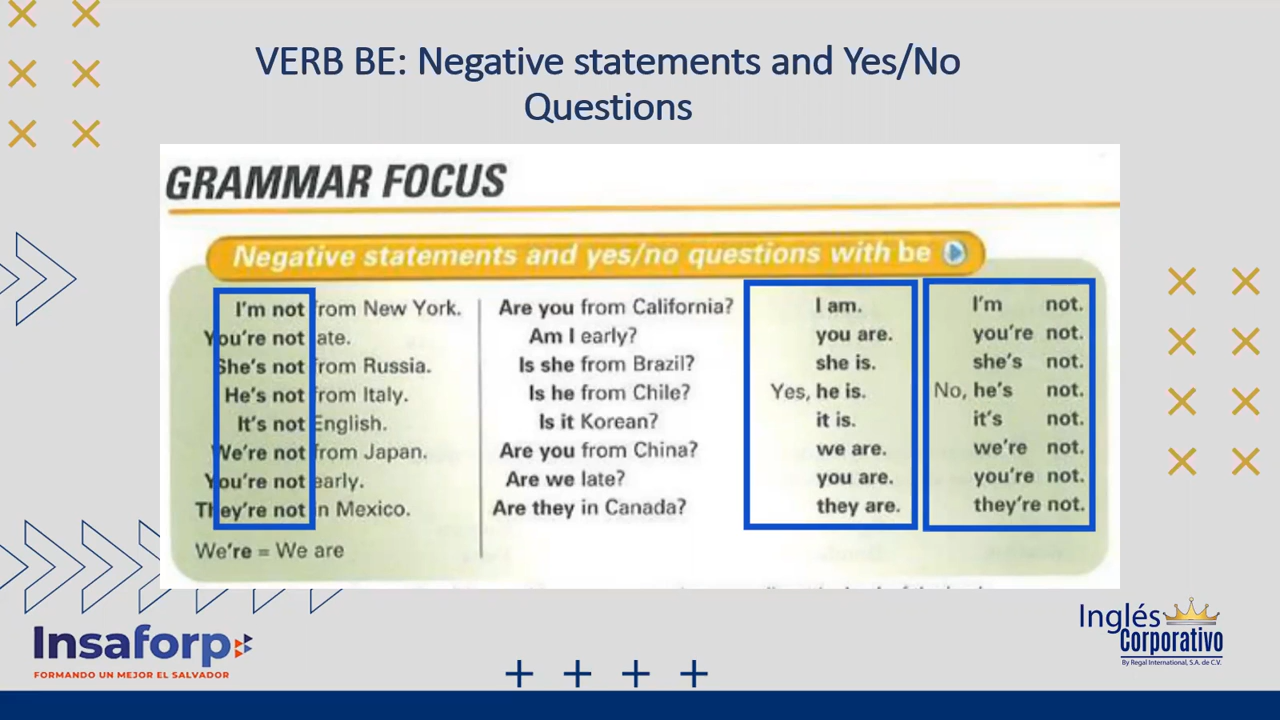 VERB BE: Negative statements and Yes/No
Questions
GRAMMAR FOCUS
Negative statements and yes/no questions with be
I'm not from New York.
You're not late.
She's not from Russia.
He's not from Italy.
It's not English.
We're not from Japan.
You're not early.
They're not in Mexico.
We're = We are
Are you from California?
Am I early?
Is she from Brazil?
Is he from Chile?
Is it Korean?
Are you from China?
Are we late?
Are they in Canada?
I am.
you are.
she is.
Yes, he is.
it is.
we are.
you are.
they are.
I'm not.
you're not.
she's not.
No, he's not.
it's not.
we're not.
you're not.
they're not.
Insaforp
FORMANDO UN MEJOR EL SALVADOR
Inglés
Corporativo
By Regal International, S.A. de C.V.